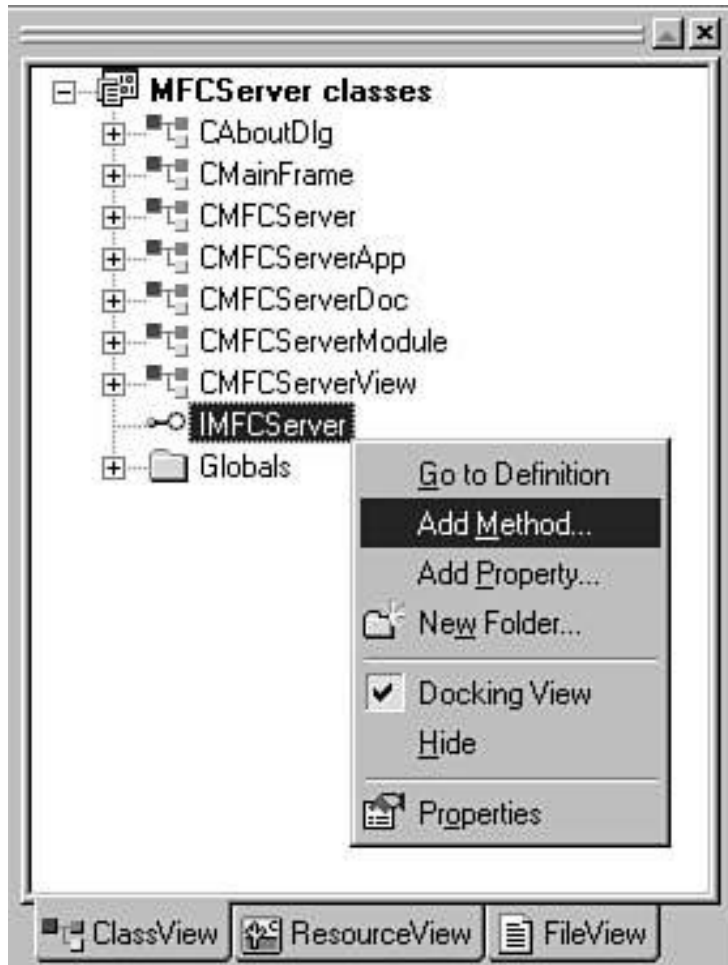 MFCServer classes
CAboutDlg
CMainFrame
CMFCServer
CMFCServerApp
CMFCServerDoc
CMFCServerModule
CMFCServerView
IMFCServer
Globals
Go to Definition
Add Method...
Add Property...
New Folder...
Docking View
Hide
Properties
ClassView ResourceView FileView